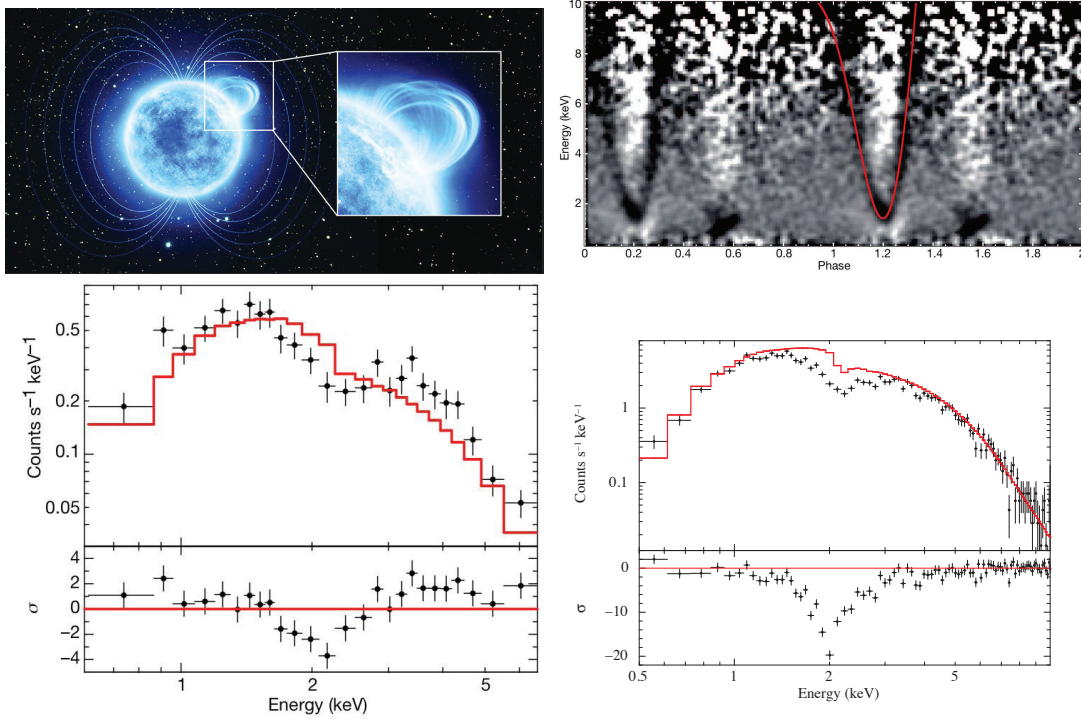 10
8
6
4
2
Energy (keV)
0 0.2 0.4 0.6 0.8 1 1.2 1.4 1.6 1.8 2
Phase
0.5
0.2
0.1
0.05
Counts s⁻¹ keV⁻¹
4
2
0
−2
−4
σ
1 2 5
Energy (keV)
1
0.1
Counts s⁻¹ keV⁻¹
0
−10
−20
σ
0.5 1 2 5
Energy (keV)